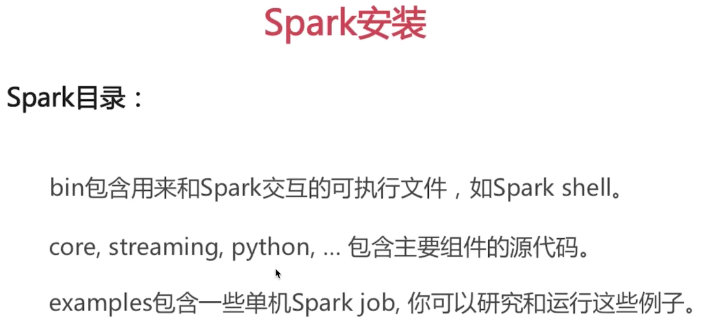 Spark安装
Spark目录：
bin包含用来和Spark交互的可执行文件，如Spark shell。
core, streaming, python, ... 包含主要组件的源代码。
examples包含一些单机Spark job, 你可以研究和运行这些例子。